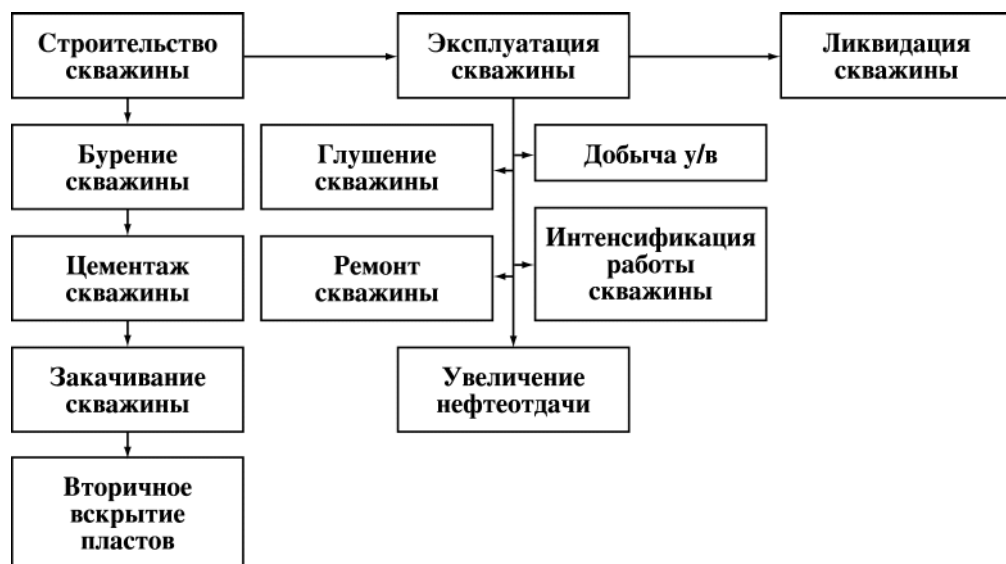 Строительство
скважины
Эксплуатация
скважины
Ликвидация
скважины
Бурение
скважины
Глушение
скважины
Добыча у/в
Цементаж
скважины
Ремонт
скважины
Интенсификация
работы
скважины
Закачивание
скважины
Увеличение
нефтеотдачи
Вторичное
вскрытие
пластов